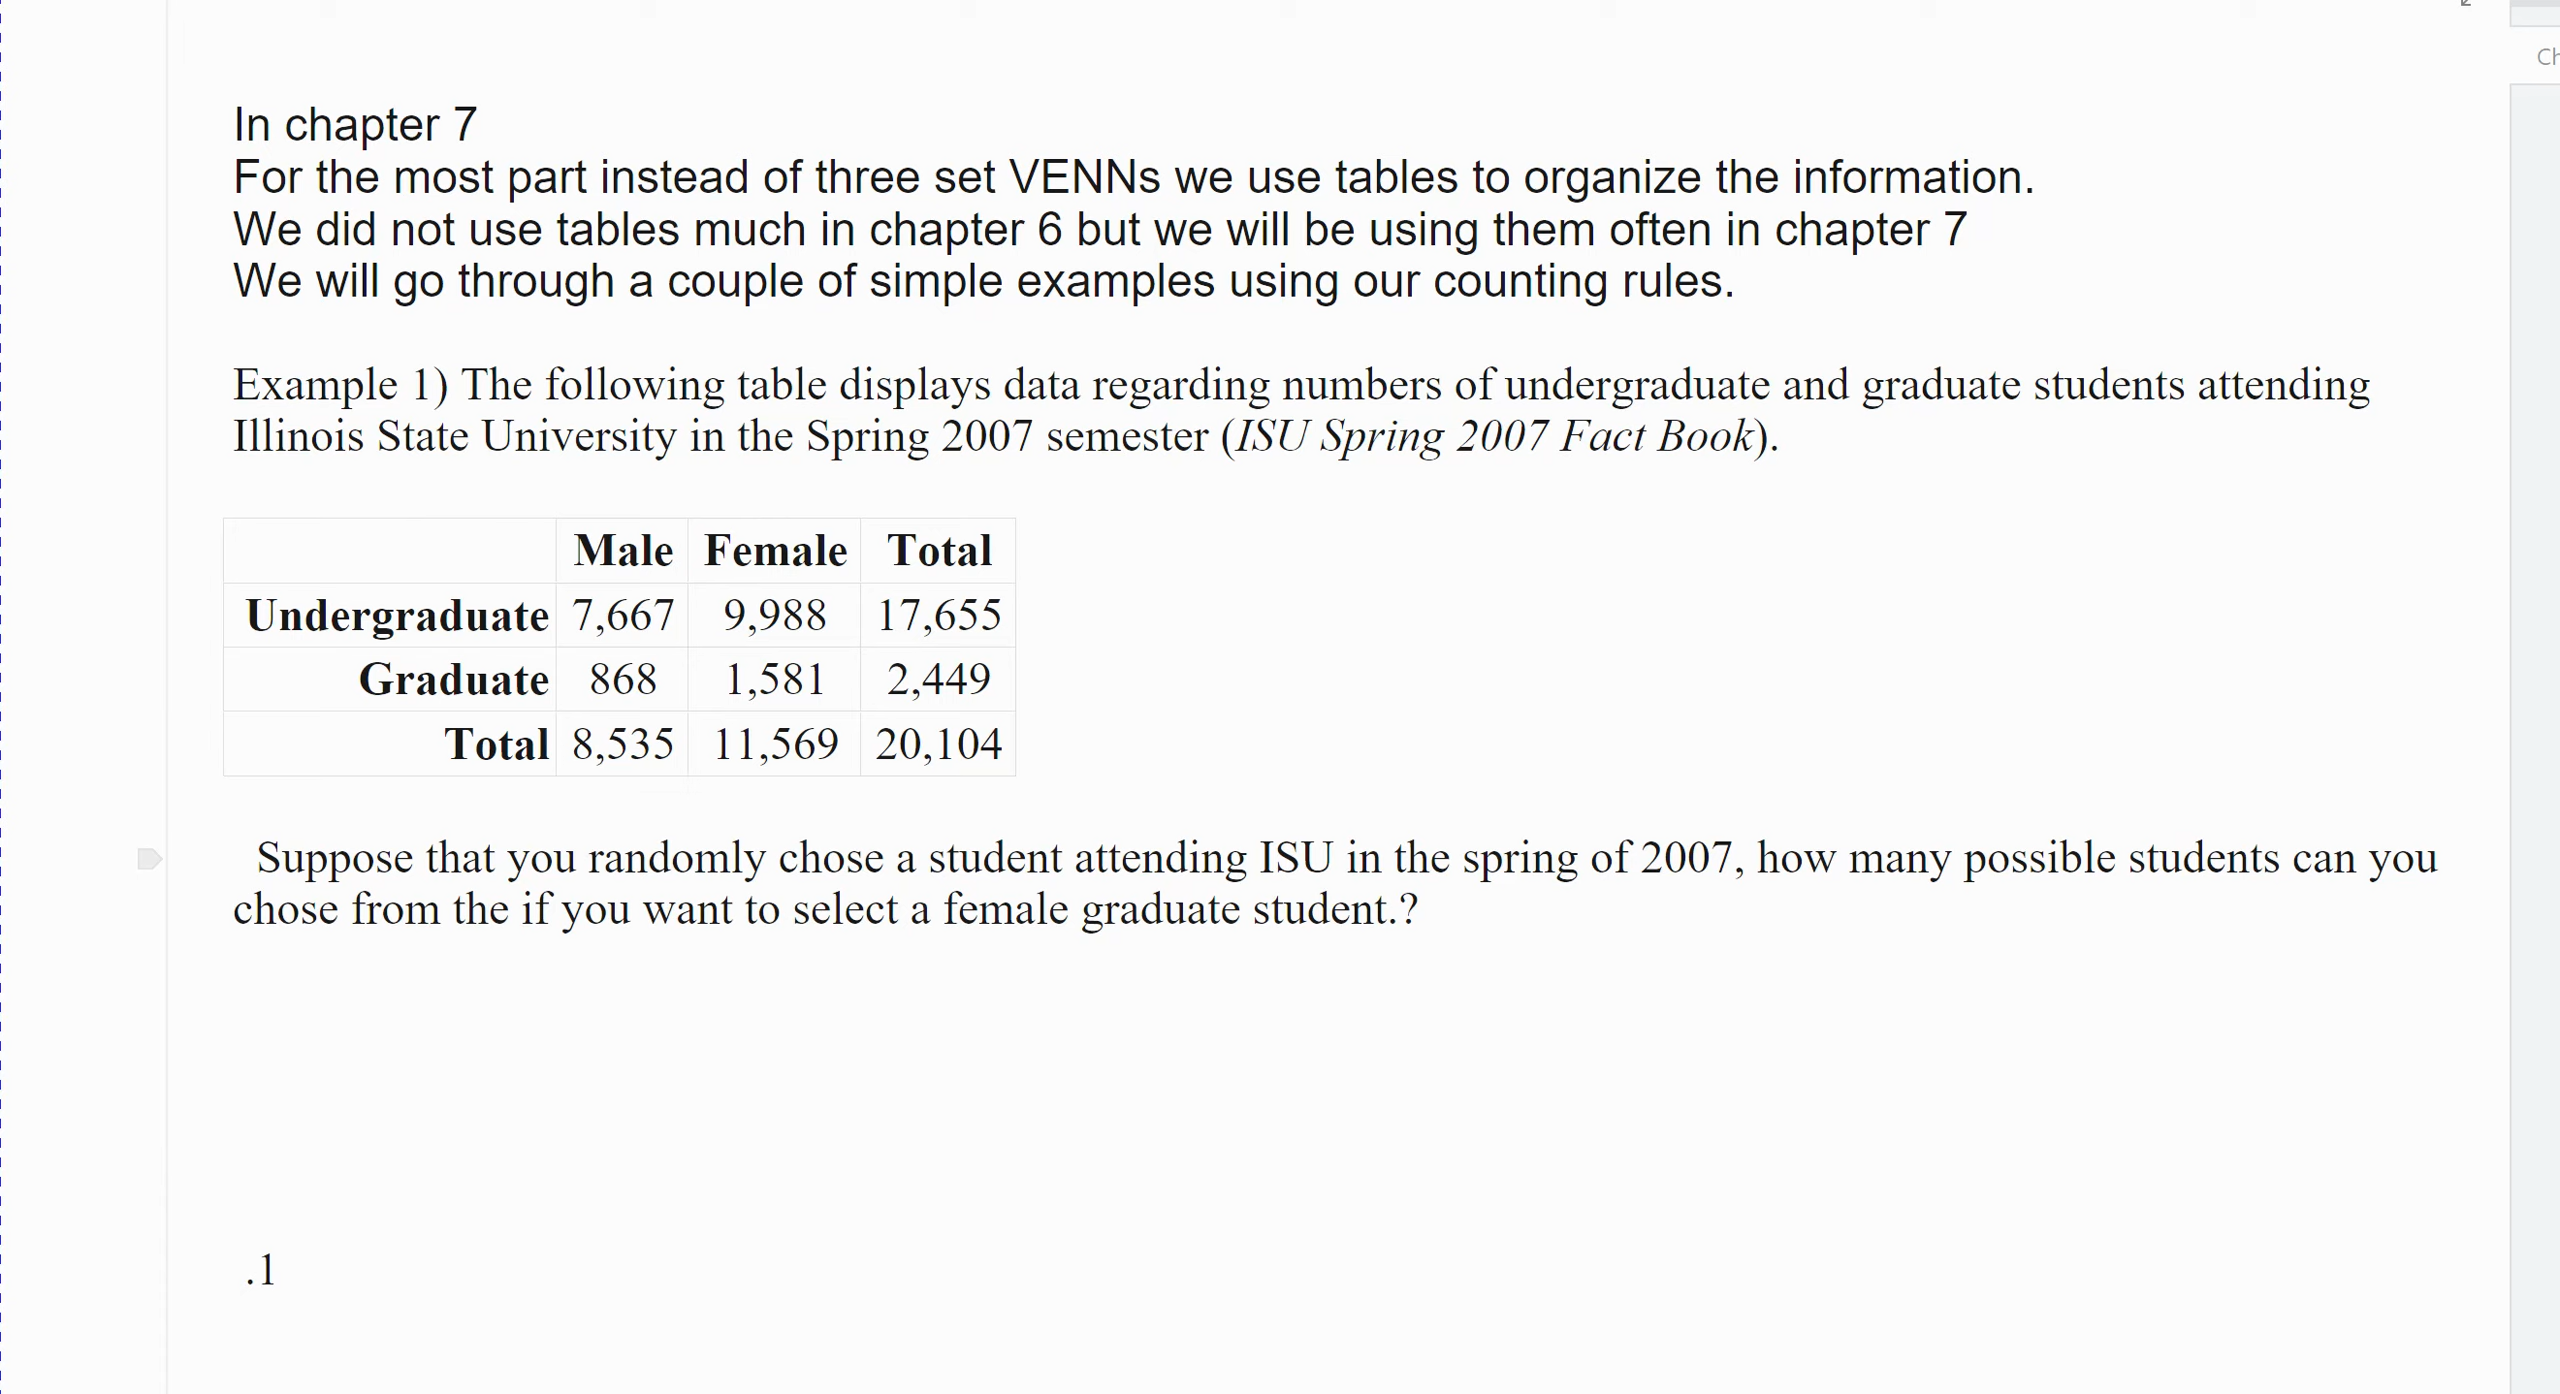 Ch
In chapter 7
For the most part instead of three set VENNs we use tables to organize the information.
We did not use tables much in chapter 6 but we will be using them often in chapter 7
We will go through a couple of simple examples using our counting rules.
Example 1) The following table displays data regarding numbers of undergraduate and graduate students attending
Illinois State University in the Spring 2007 semester (ISU Spring 2007 Fact Book).
Male Female Total
Undergraduate 7,667 9,988 17,655
Graduate 868 1,581 2,449
Total 8,535 11,569 20,104
Suppose that you randomly chose a student attending ISU in the spring of 2007, how many possible students can you
chose from the if you want to select a female graduate student.?
.1